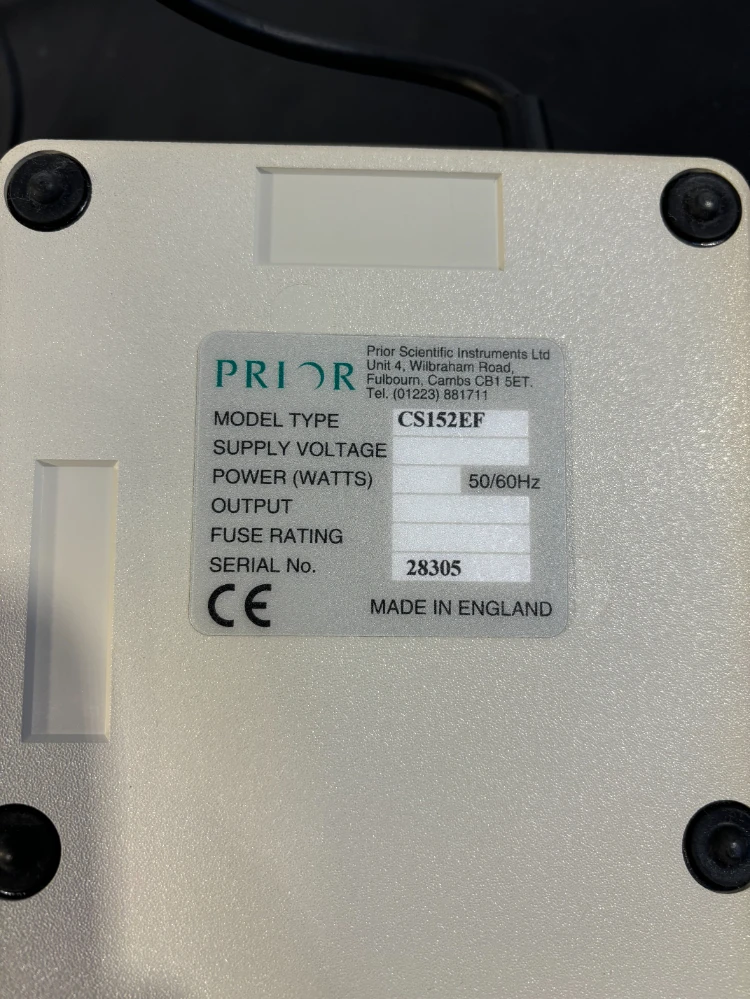 PRIOR
Prior Scientific Instruments Ltd
Unit 4, Wilbraham Road,
Fulbourn, Cambs CB1 5ET.
Tel. (01223) 881711
MODEL TYPE CS152EF
SUPPLY VOLTAGE
POWER (WATTS) 50/60Hz
OUTPUT
FUSE RATING
SERIAL No. 28305
CE MADE IN ENGLAND